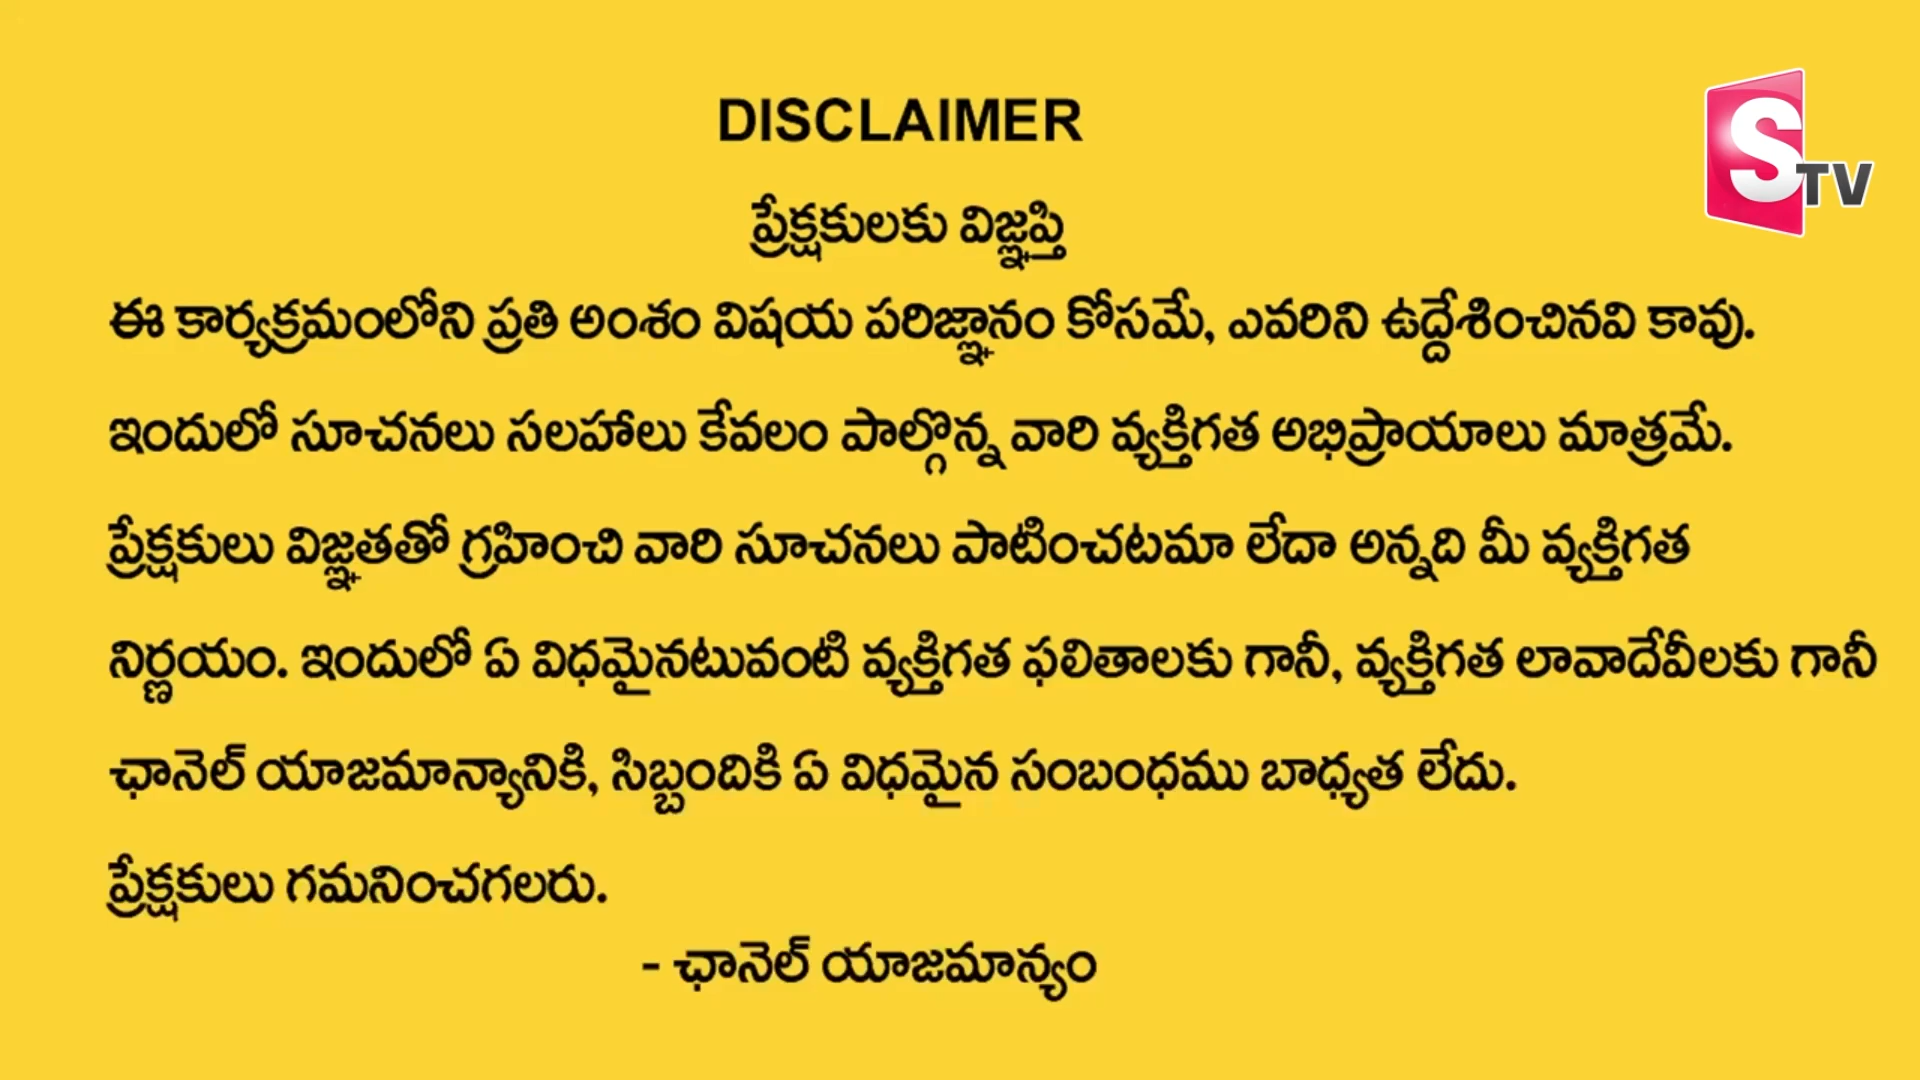 DISCLAIMER
S TV
ప్రేక్షకులకు విజ్ఞప్తి
ఈ కార్యక్రమంలోని ప్రతి అంశం విషయ పరిజ్ఞానం కోసమే, ఎవరిని ఉద్దేశించినవి కావు.
ఇందులో సూచనలు సలహాలు కేవలం పాల్గొన్న వారి వ్యక్తిగత అభిప్రాయాలు మాత్రమే.
ప్రేక్షకులు విజ్ఞతతో గ్రహించి వారి సూచనలు పాటించటమా లేదా అన్నది మీ వ్యక్తిగత
నిర్ణయం. ఇందులో ఏ విధమైనటువంటి వ్యక్తిగత ఫలితాలకు గానీ, వ్యక్తిగత లావాదేవీలకు గానీ
ఛానెల్ యాజమాన్యానికి, సిబ్బందికి ఏ విధమైన సంబంధము బాధ్యత లేదు.
ప్రేక్షకులు గమనించగలరు.
- ఛానెల్ యాజమాన్యం